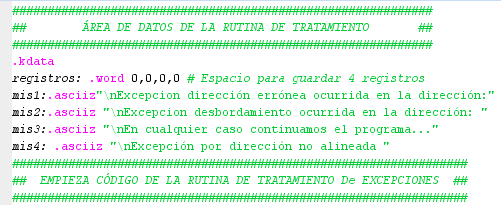 ############################################################
##        ÁREA DE DATOS DE LA RUTINA DE TRATAMIENTO       ##
############################################################
.kdata
registros: .word 0,0,0,0 # Espacio para guardar 4 registros
mis1:.asciiz"\nExcepcion dirección errónea ocurrida en la dirección:"
mis2:.asciiz "\nExcepcion desbordamiento ocurrida en la dirección: "
mis3:.asciiz "\nEn cualquier caso continuamos el programa..."
mis4: .asciiz "\nExcepción por dirección no alineada "
#################################################################
##  EMPIEZA CÓDIGO DE LA RUTINA DE TRATAMIENTO De EXCEPCIONES  ##
#################################################################